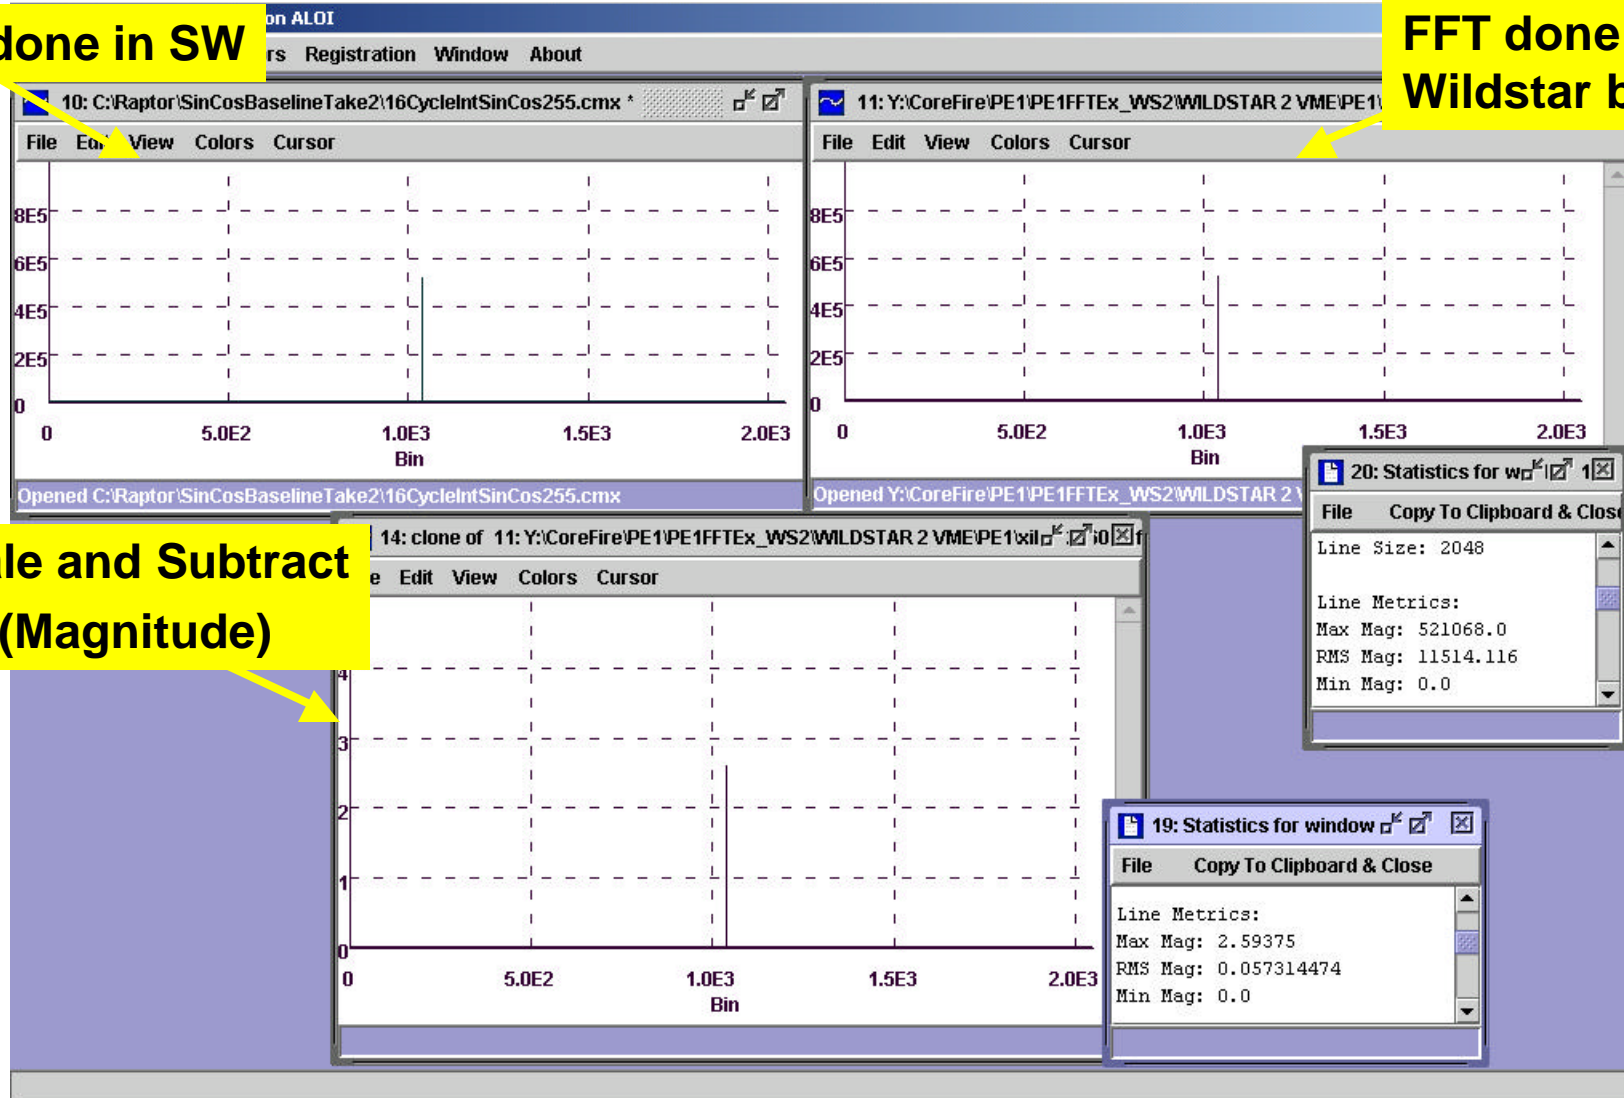 on ALOI
done in SW
rs Registration Window About
FFT done
Wildstar b
10: C:\Raptor\SinCosBaselineTake2\16CycleIntSinCos255.cmx *
File Edit View Colors Cursor
8E5
6E5
4E5
2E5
0
0 5.0E2 1.0E3 1.5E3 2.0E3
Bin
Opened C:\Raptor\SinCosBaselineTake2\16CycleIntSinCos255.cmx
11: Y:\CoreFire\PE1\PE1FFTEx_WS2\WILDSTAR 2 VME\PE1\
File Edit View Colors Cursor
8E5
6E5
4E5
2E5
0
0 5.0E2 1.0E3 1.5E3 2.0E3
Bin
Opened Y:\CoreFire\PE1\PE1FFTEx_WS2\WILDSTAR 2 V
20: Statistics for w 1
File Copy To Clipboard & Close
Line Size: 2048
Line Metrics:
Max Mag: 521068.0
RMS Mag: 11514.116
Min Mag: 0.0
ale and Subtract
(Magnitude)
14: clone of 11: Y:\CoreFire\PE1\PE1FFTEx_WS2\WILDSTAR 2 VME\PE1\xil
e Edit View Colors Cursor
4
3
2
1
0
0 5.0E2 1.0E3 1.5E3 2.0E3
Bin
19: Statistics for window
File Copy To Clipboard & Close
Line Metrics:
Max Mag: 2.59375
RMS Mag: 0.057314474
Min Mag: 0.0